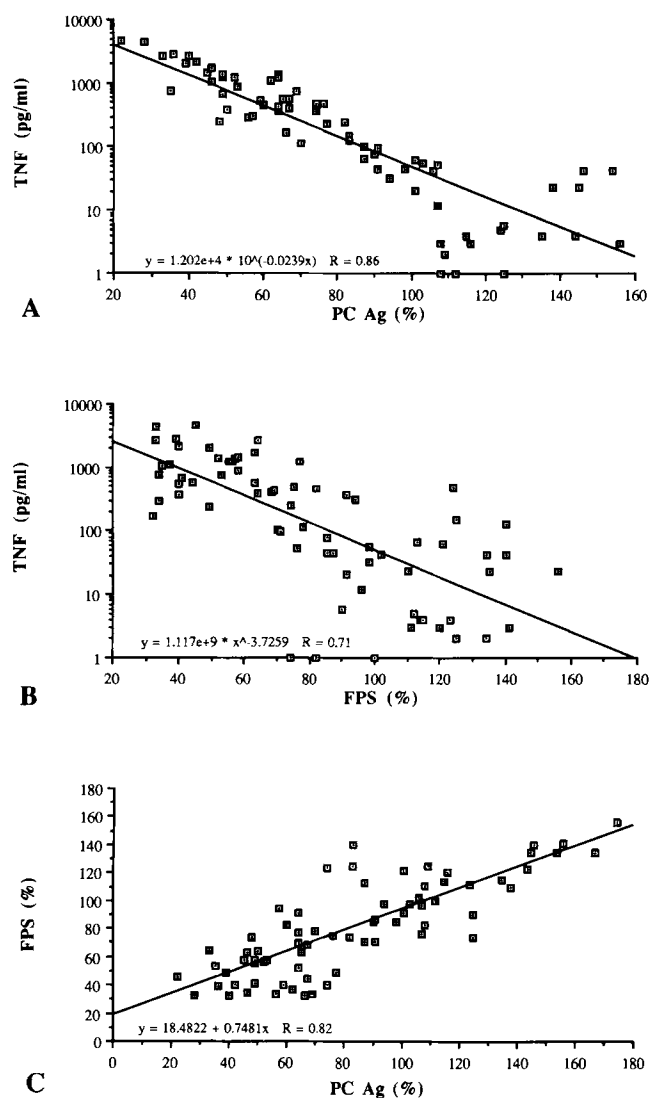 10000
1000
100
10
1
TNF (pg/ml)
y = 1.202e+4 * 10^(-0.0239x) R = 0.86
20 40 60 80 100 120 140 160
PC Ag (%)
A
10000
1000
100
10
1
TNF (pg/ml)
y = 1.117e+9 * x^-3.7259 R = 0.71
20 40 60 80 100 120 140 160 180
FPS (%)
B
180
160
140
120
100
80
60
40
20
0
FPS (%)
y = 18.4822 + 0.7481x R = 0.82
0 20 40 60 80 100 120 140 160 180
PC Ag (%)
C